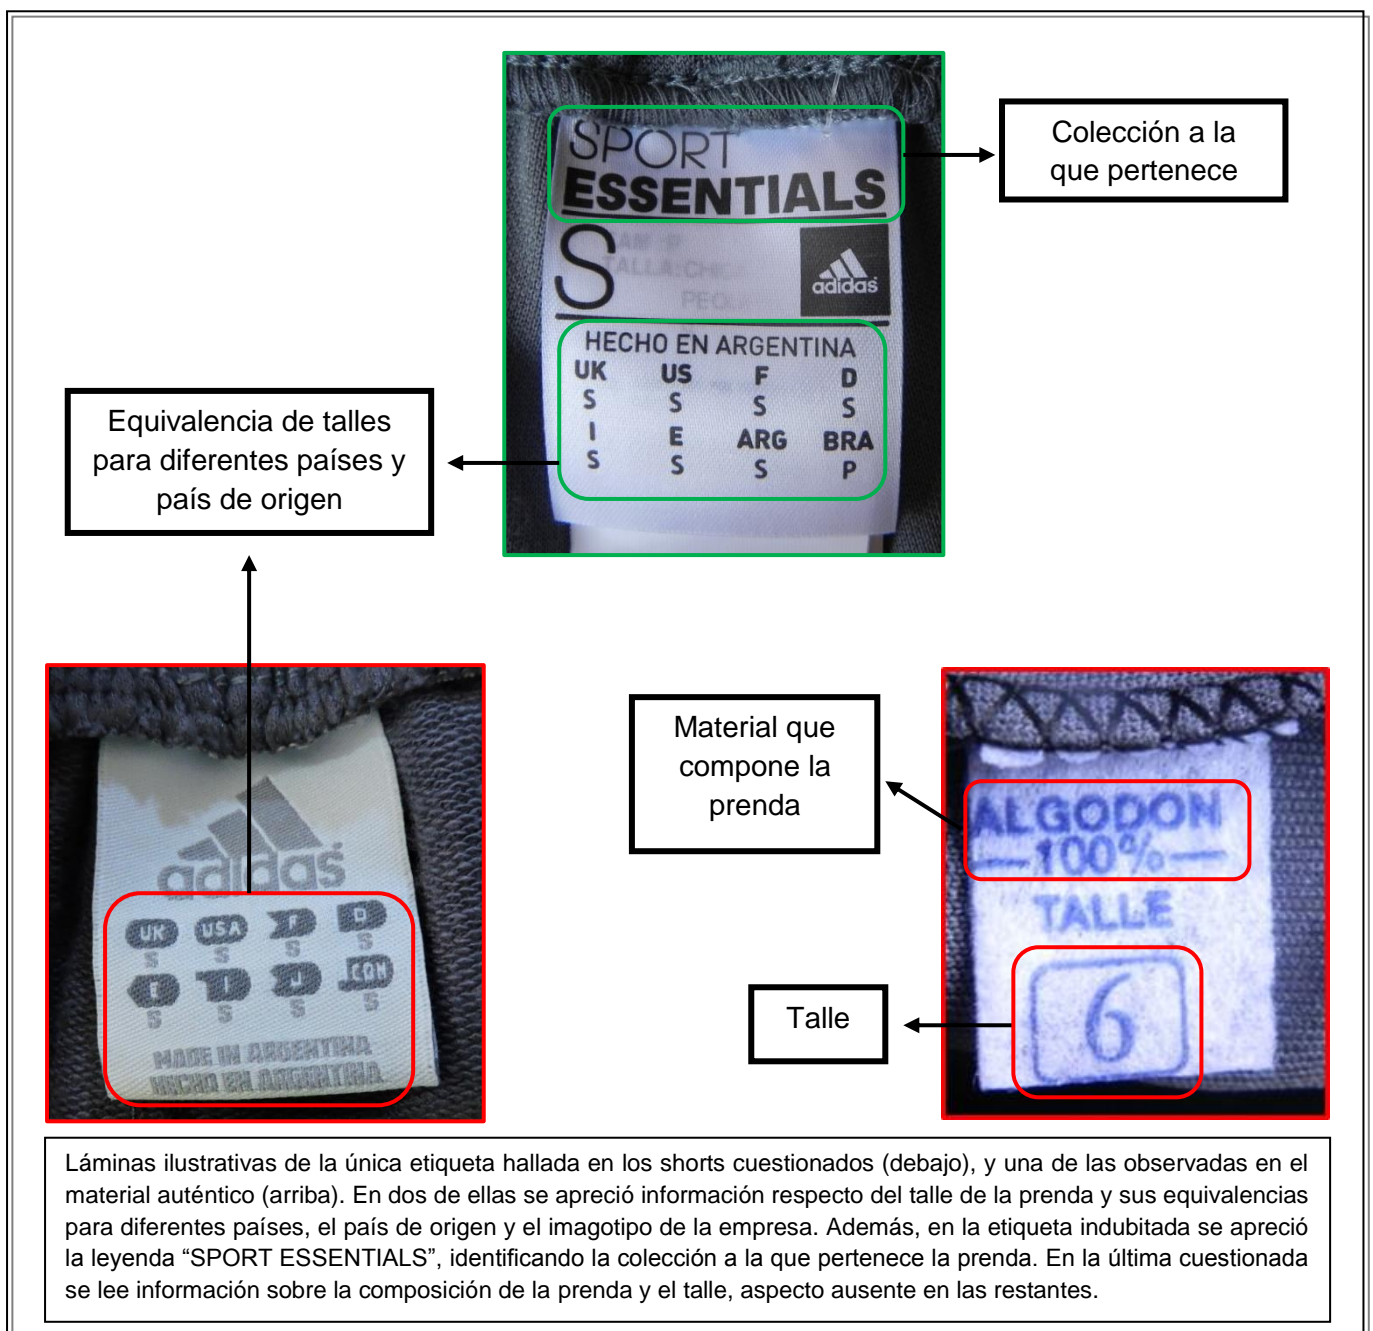 SPORT
ESSENTIALS
S
TALLA:CHICA
adidas
HECHO EN ARGENTINA
UK US F D
S S S S
I E ARG BRA
S S S P
Colección a la
que pertenece
Equivalencia de talles
para diferentes países y
país de origen
adidas
UK USA F D
S S S S
E I J .COM
S S S S
MADE IN ARGENTINA
HECHO EN ARGENTINA
Material que
compone la
prenda
ALGODON
—100%—
TALLE
6
Talle
Láminas ilustrativas de la única etiqueta hallada en los shorts cuestionados (debajo), y una de las observadas en el
material auténtico (arriba). En dos de ellas se apreció información respecto del talle de la prenda y sus equivalencias
para diferentes países, el país de origen y el imagotipo de la empresa. Además, en la etiqueta indubitada se apreció
la leyenda “SPORT ESSENTIALS”, identificando la colección a la que pertenece la prenda. En la última cuestionada
se lee información sobre la composición de la prenda y el talle, aspecto ausente en las restantes.